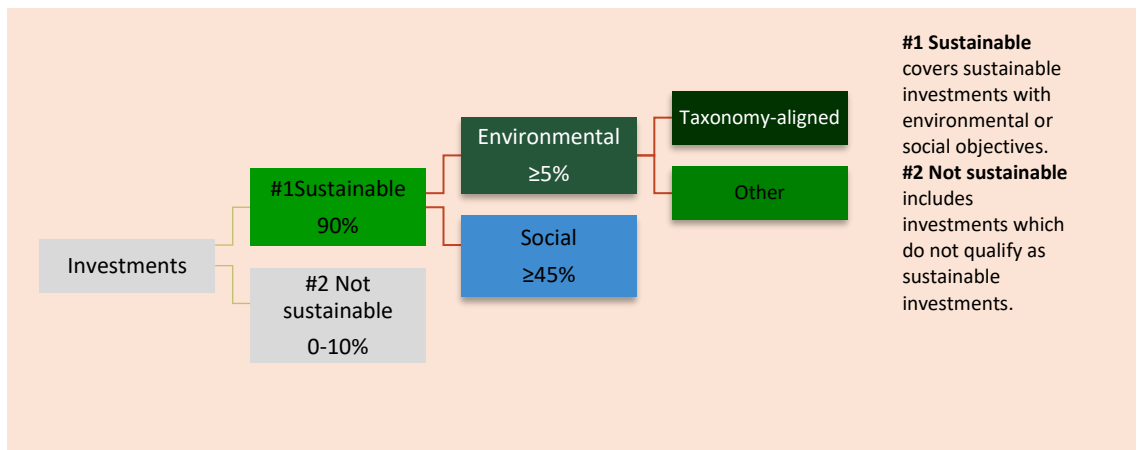 Investments
#1Sustainable
90%
#2 Not
sustainable
0-10%
Environmental
≥5%
Social
≥45%
Taxonomy-aligned
Other
#1 Sustainable
covers sustainable
investments with
environmental or
social objectives.
#2 Not sustainable
includes
investments which
do not qualify as
sustainable
investments.